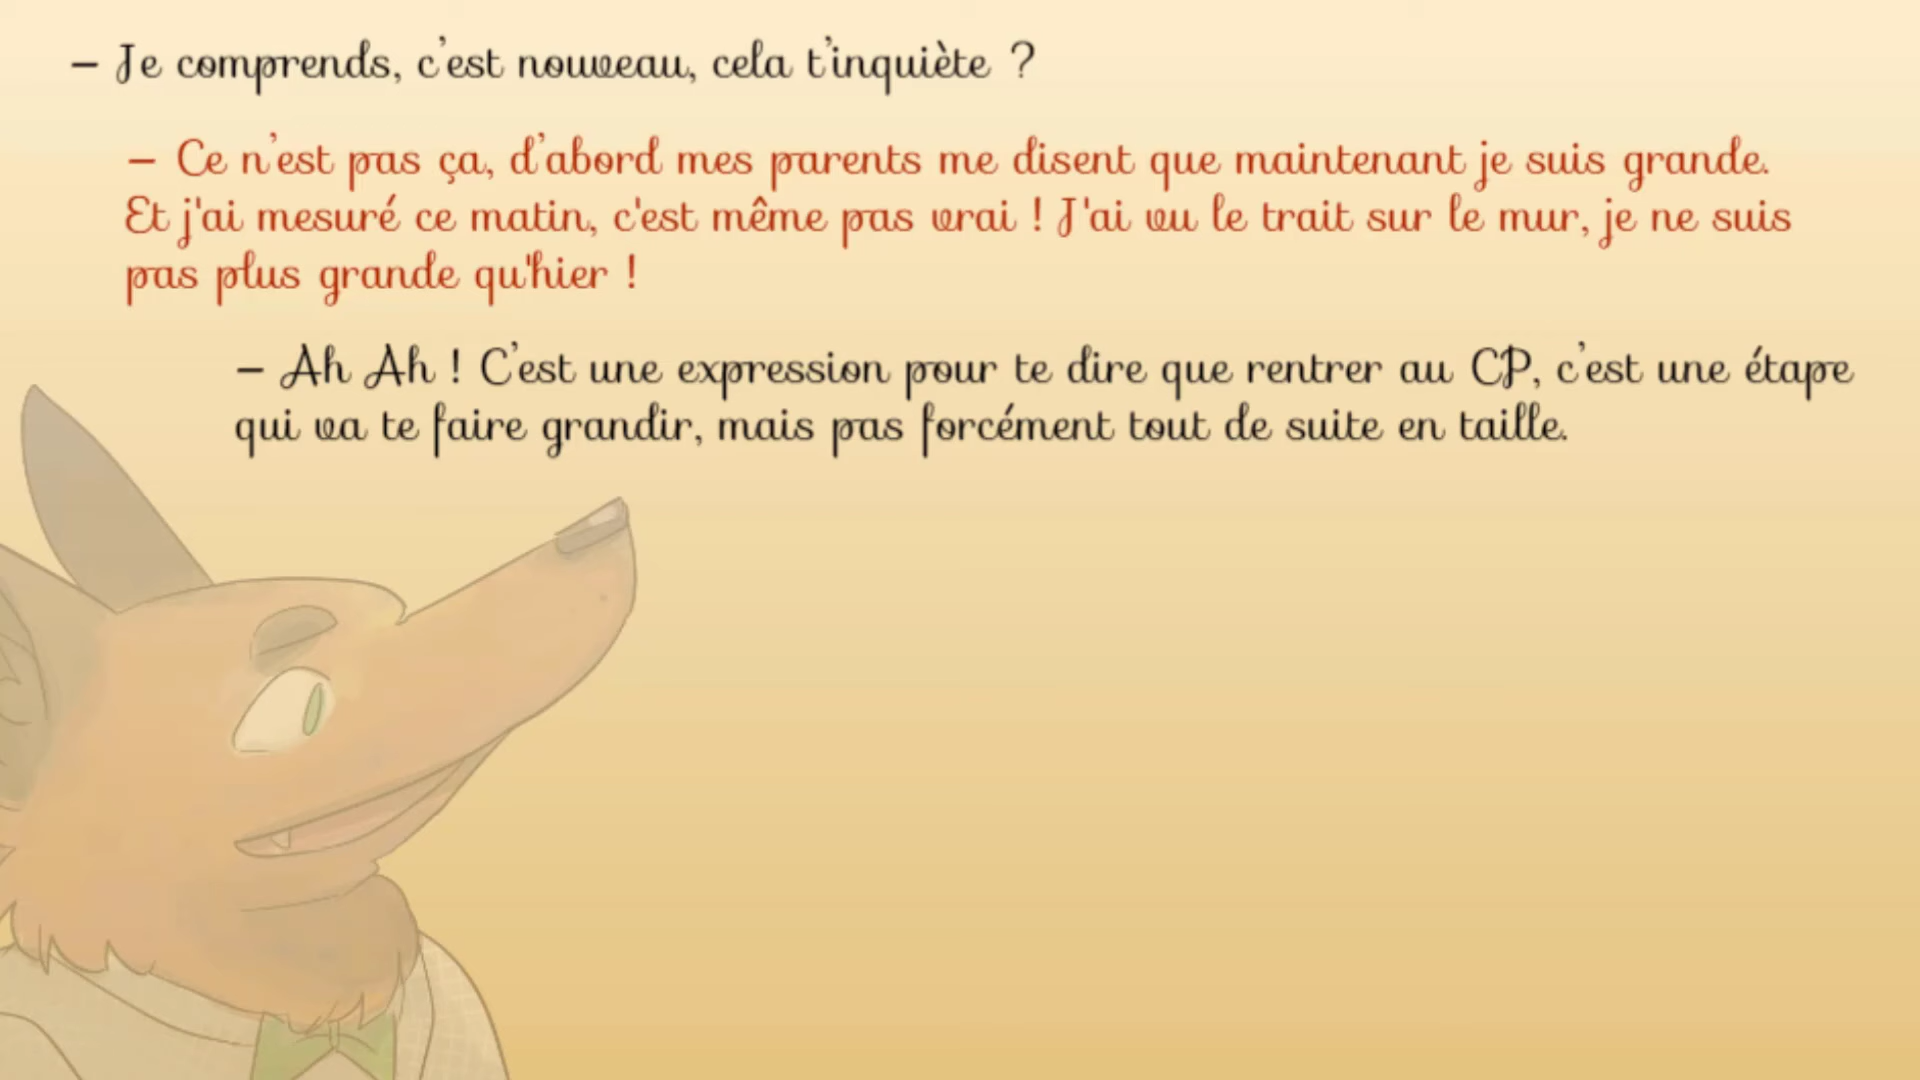 – Je comprends, c’est nouveau, cela t’inquiète ?
– Ce n’est pas ça, d’abord mes parents me disent que maintenant je suis grande.
Et j'ai mesuré ce matin, c'est même pas vrai ! J'ai vu le trait sur le mur, je ne suis
pas plus grande qu'hier !
– Ah Ah ! C’est une expression pour te dire que rentrer au CP, c’est une étape
qui va te faire grandir, mais pas forcément tout de suite en taille.